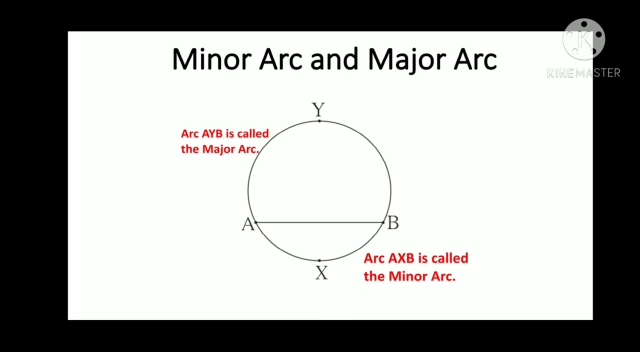 KINEMASTER
Minor Arc and Major Arc
Y
Arc AYB is called
the Major Arc.
A
B
Arc AXB is called
the Minor Arc.
X